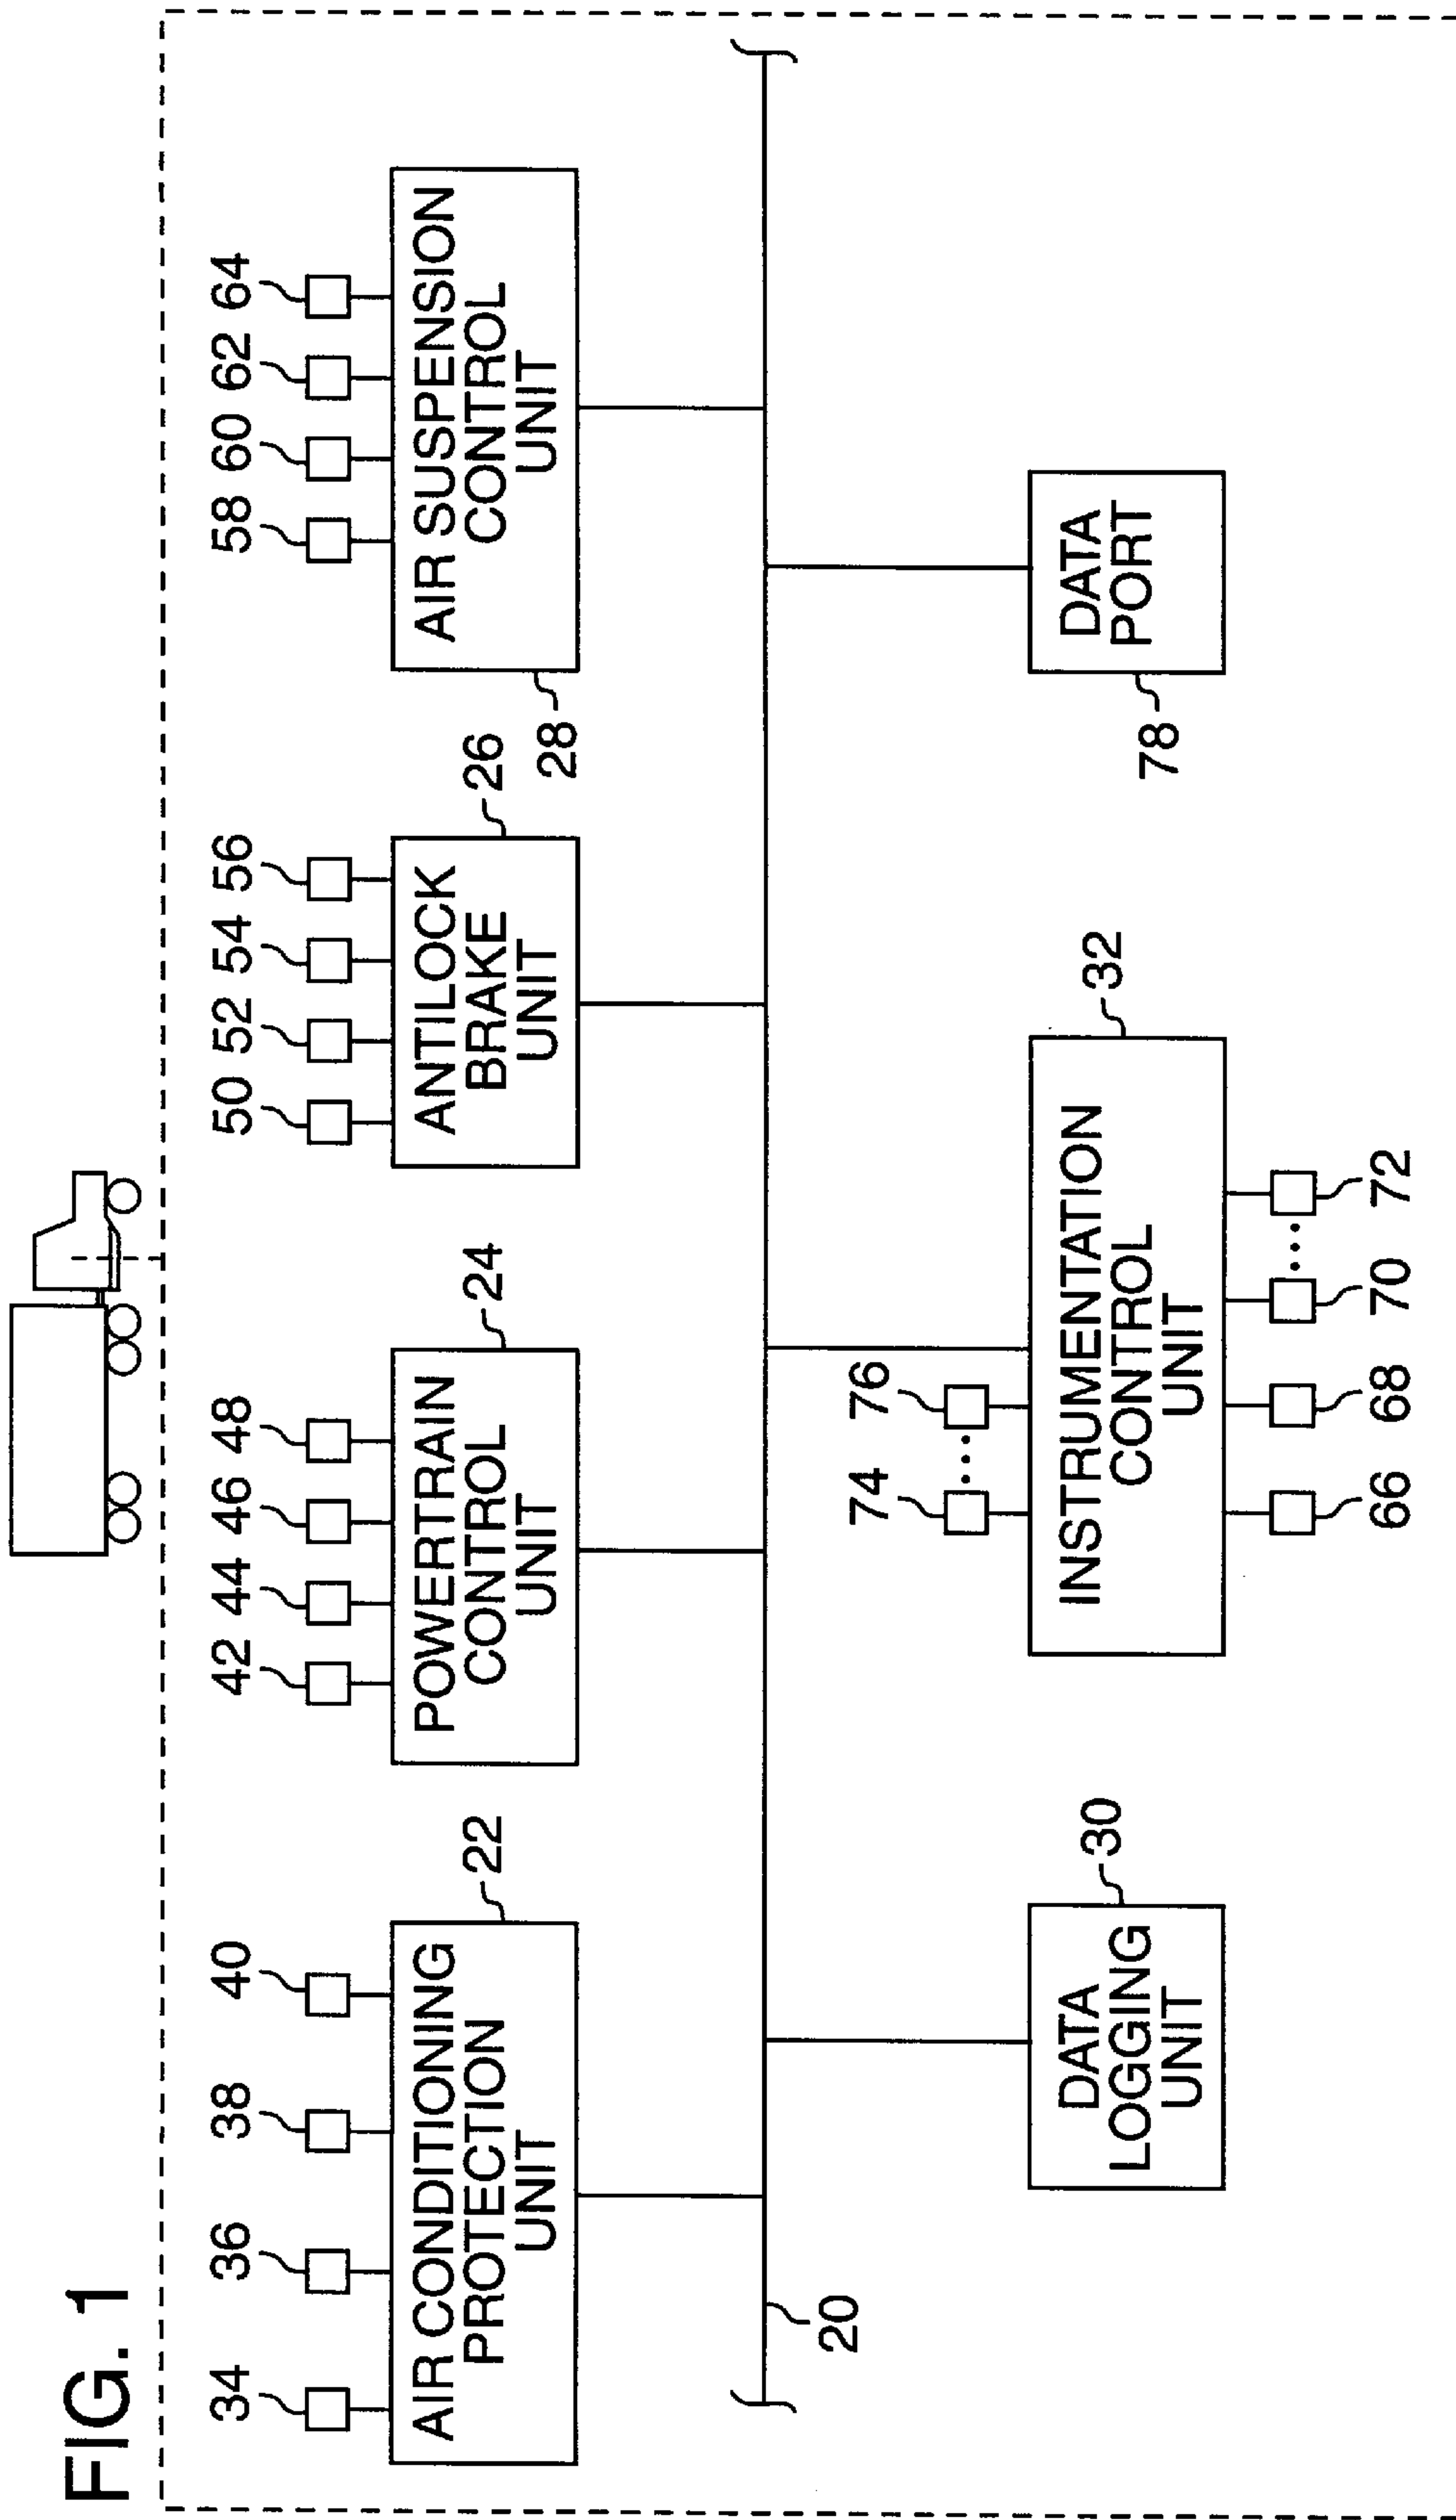 FIG. 1
34 36 38 40
AIR CONDITIONING
PROTECTION
UNIT
22
42 44 46 48
POWERTRAIN
CONTROL
UNIT
24
50 52 54 56
ANTILOCK
BRAKE
UNIT
26
58 60 62 64
AIR SUSPENSION
CONTROL
UNIT
28
20
DATA
LOGGING
UNIT
30
74 76
INSTRUMENTATION
CONTROL
UNIT
32
66 68 70 72
DATA
PORT
78